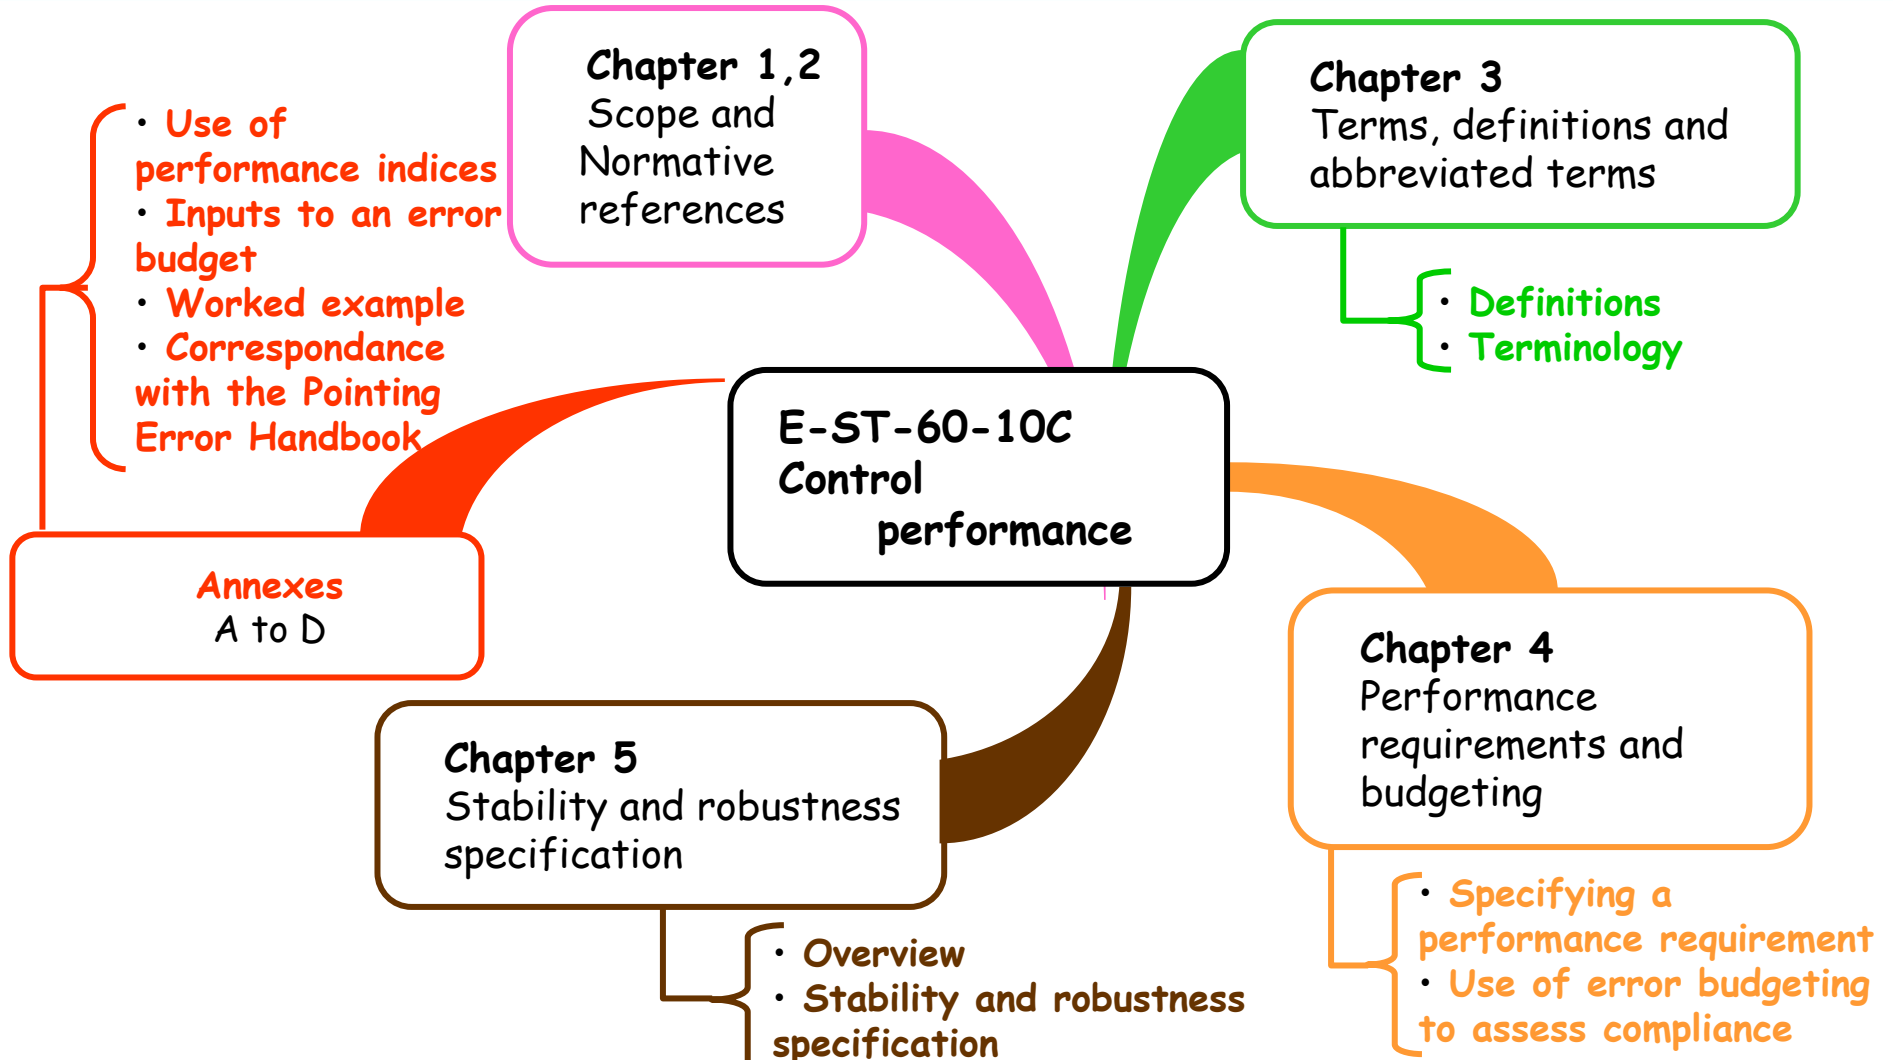 Chapter 1,2
Scope and
Normative
references
Chapter 3
Terms, definitions and
abbreviated terms
• Definitions
• Terminology
• Use of
performance indices
• Inputs to an error
budget
• Worked example
• Correspondance
with the Pointing
Error Handbook
E-ST-60-10C
Control
performance
Annexes
A to D
Chapter 4
Performance
requirements and
budgeting
• Specifying a
performance requirement
• Use of error budgeting
to assess compliance
Chapter 5
Stability and robustness
specification
• Overview
• Stability and robustness
specification